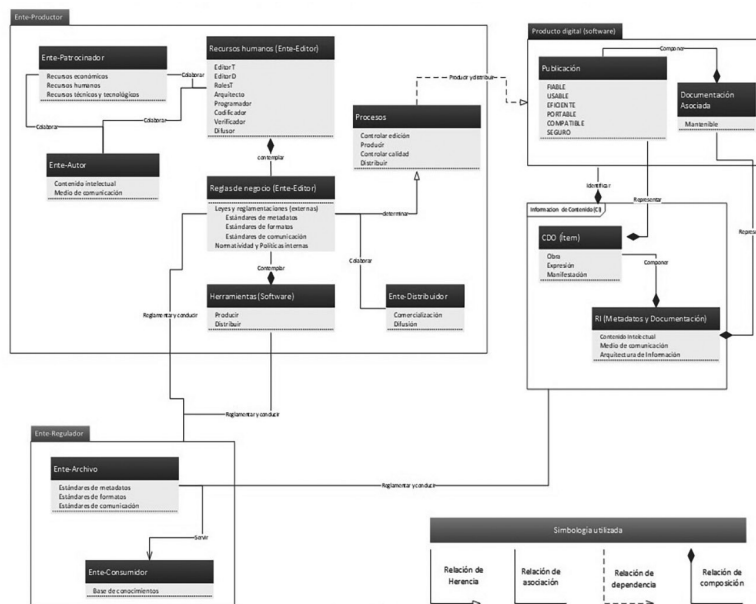 Ente-Productor
Ente-Patrocinador
Recursos económicos
Recursos humanos
Recursos técnicos y tecnológicos
Colaborar
Colaborar
Colaborar
Ente-Autor
Contenido intelectual
Medio de comunicación
Recursos humanos (Ente-Editor)
EditorT
EditorD
RolesT
Arquitecto
Programador
Codificador
Verificador
Difusor
contemplar
Reglas de negocio (Ente-Editor)
Leyes y reglamentaciones (externas)
Estándares de metadatos
Estándares de formatos
Estándares de comunicación
Normatividad y Políticas internas
Contemplar
Herramientas (Software)
Producir
Distribuir
Procesos
Controlar edición
Producir
Controlar calidad
Distribuir
determinar
Colaborar
Ente-Distribuidor
Comercialización
Difusión
Producir y distribuir
Producto digital (software)
Componer
Publicación
FIABLE
USABLE
EFICIENTE
PORTABLE
COMPATIBLE
SEGURO
Documentación
Asociada
Mantenible
Identificar
Representar
Informacion de Contenido (CI)
CDO (Ítem)
Obra
Expresión
Manifestación
Componer
RI (Metadatos y Documentación)
Contenido Intelectual
Medio de comunicación
Arquitectura de Información
Reglamentar y conducir
Reglamentar y conducir
Reglamentar y conducir
Ente-Regulador
Ente-Archivo
Estándares de metadatos
Estándares de formatos
Estándares de comunicación
Servir
Ente-Consumidor
Base de conocimientos
Simbología utilizada
Relación de
Herencia
Relación de
asociación
Relación de
dependencia
Relación de
composición